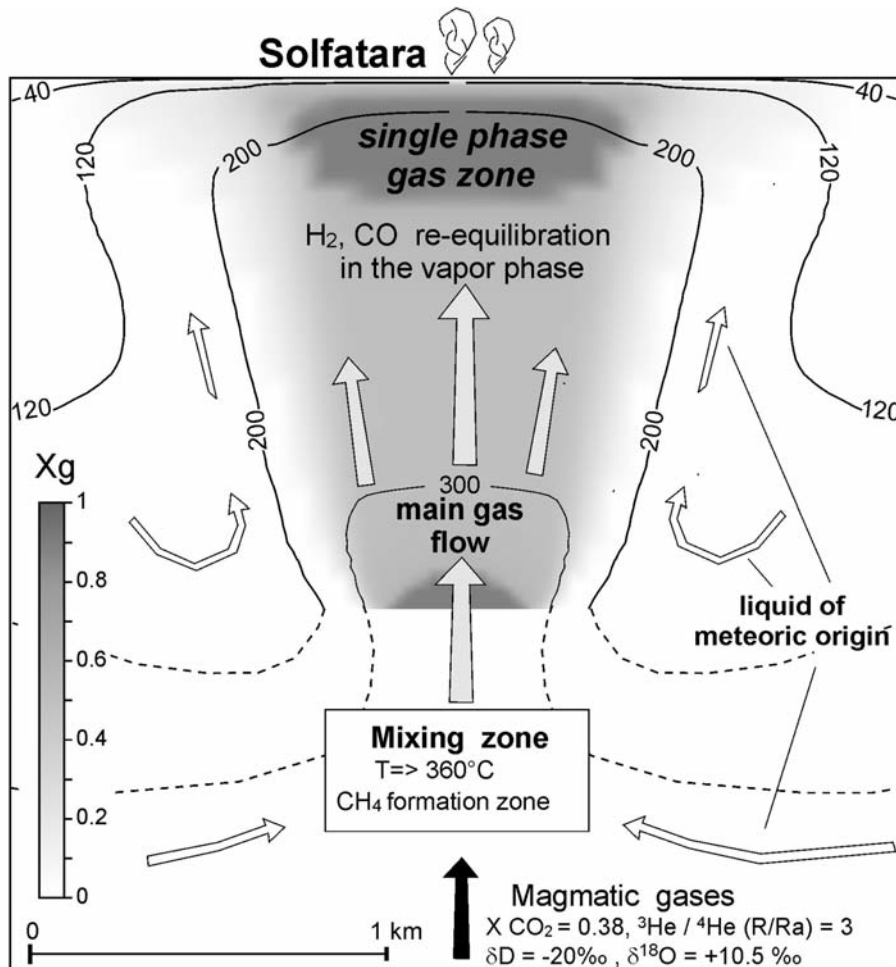 Solfatara
40
40
120
120
200
200
single phase
gas zone
H₂, CO re-equilibration
in the vapor phase
120
120
200
200
Xg
1
0.8
0.6
0.4
0.2
0
300
main gas
flow
liquid of
meteoric origin
Mixing zone
T=> 360°C
CH₄ formation zone
Magmatic gases
X CO₂ = 0.38, ³He / ⁴He (R/Ra) = 3
δD = -20‰ , δ¹⁸O = +10.5 ‰
0
1 km